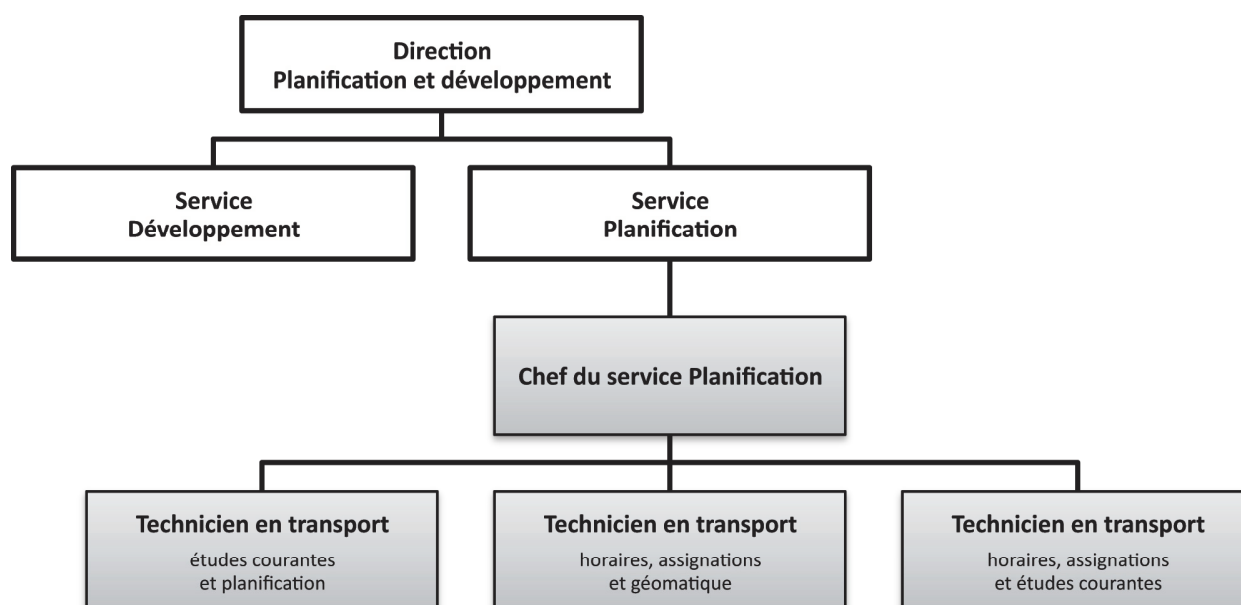 Direction
Planification et développement
Service
Développement
Service
Planification
Chef du service Planification
Technicien en transport
études courantes
et planification
Technicien en transport
horaires, assignations
et géomatique
Technicien en transport
horaires, assignations
et études courantes